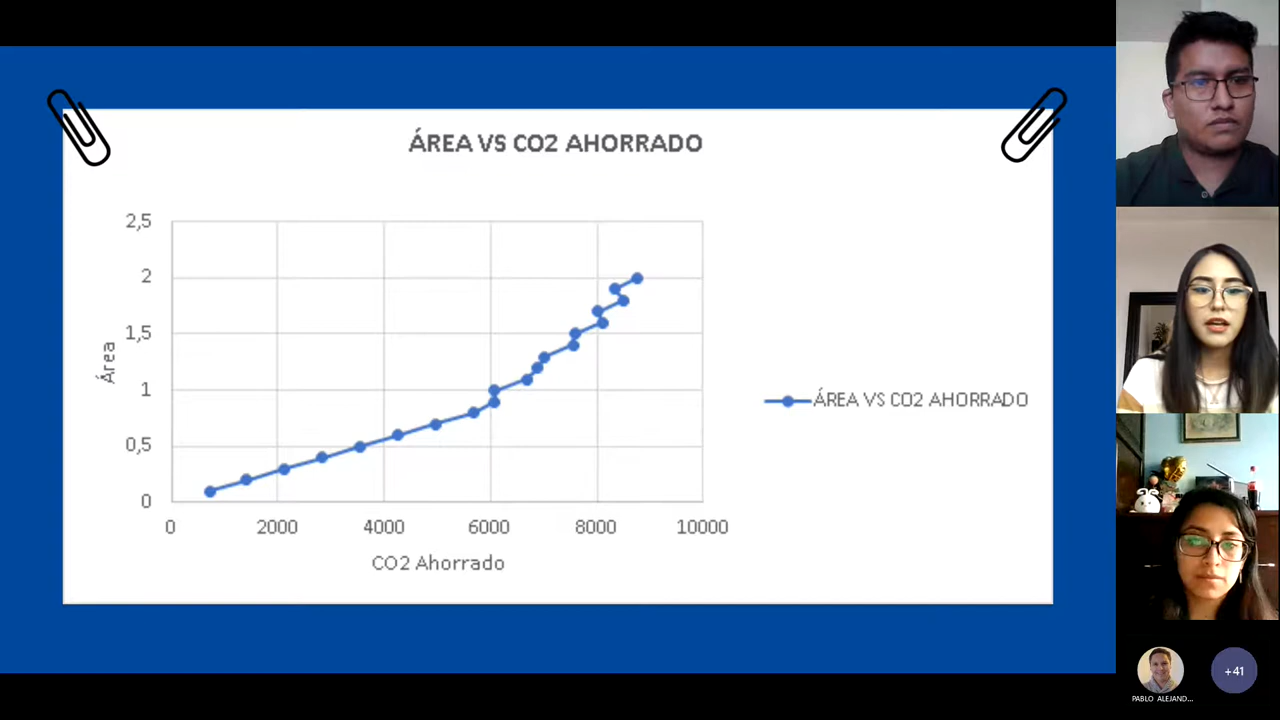 ÁREA VS CO2 AHORRADO
2,5
2
1,5
1
0,5
0
Área
0 2000 4000 6000 8000 10000
CO2 Ahorrado
ÁREA VS CO2 AHORRADO
PABLO ALEJAND...
+41